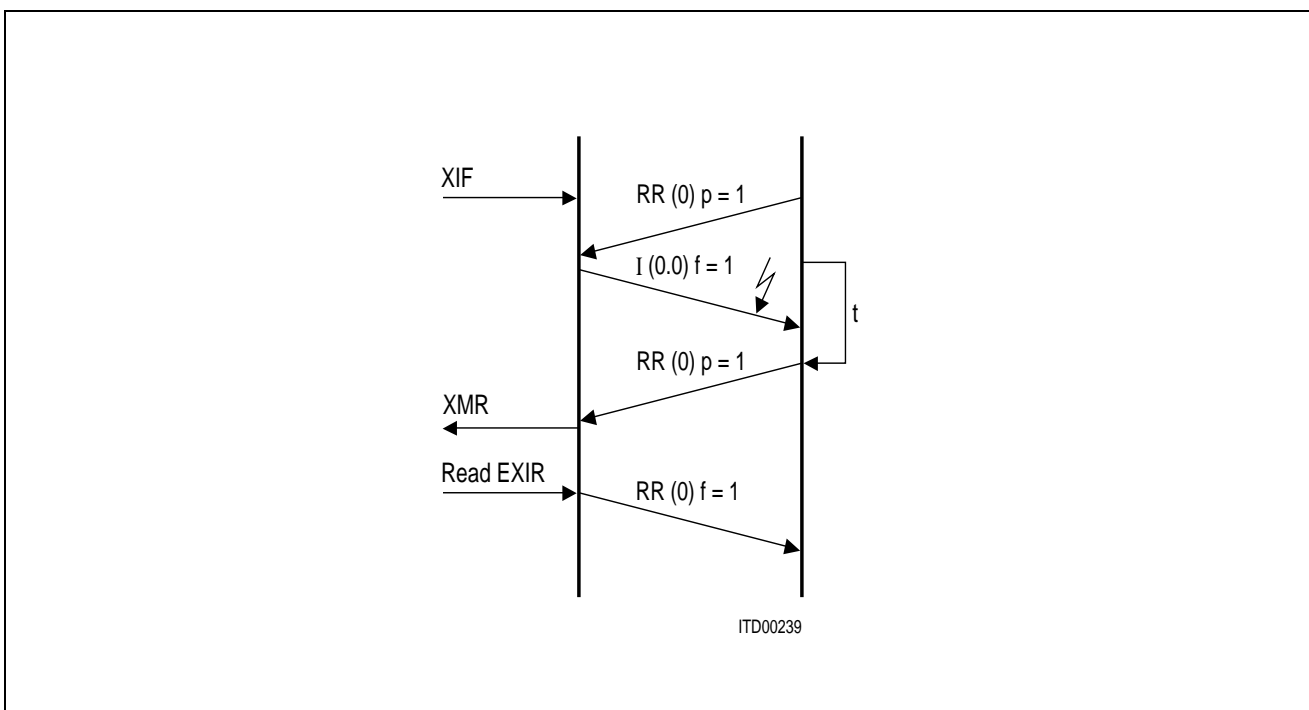 XIF
RR (0) p = 1
I (0.0) f = 1
t
RR (0) p = 1
XMR
Read EXIR
RR (0) f = 1
ITD00239